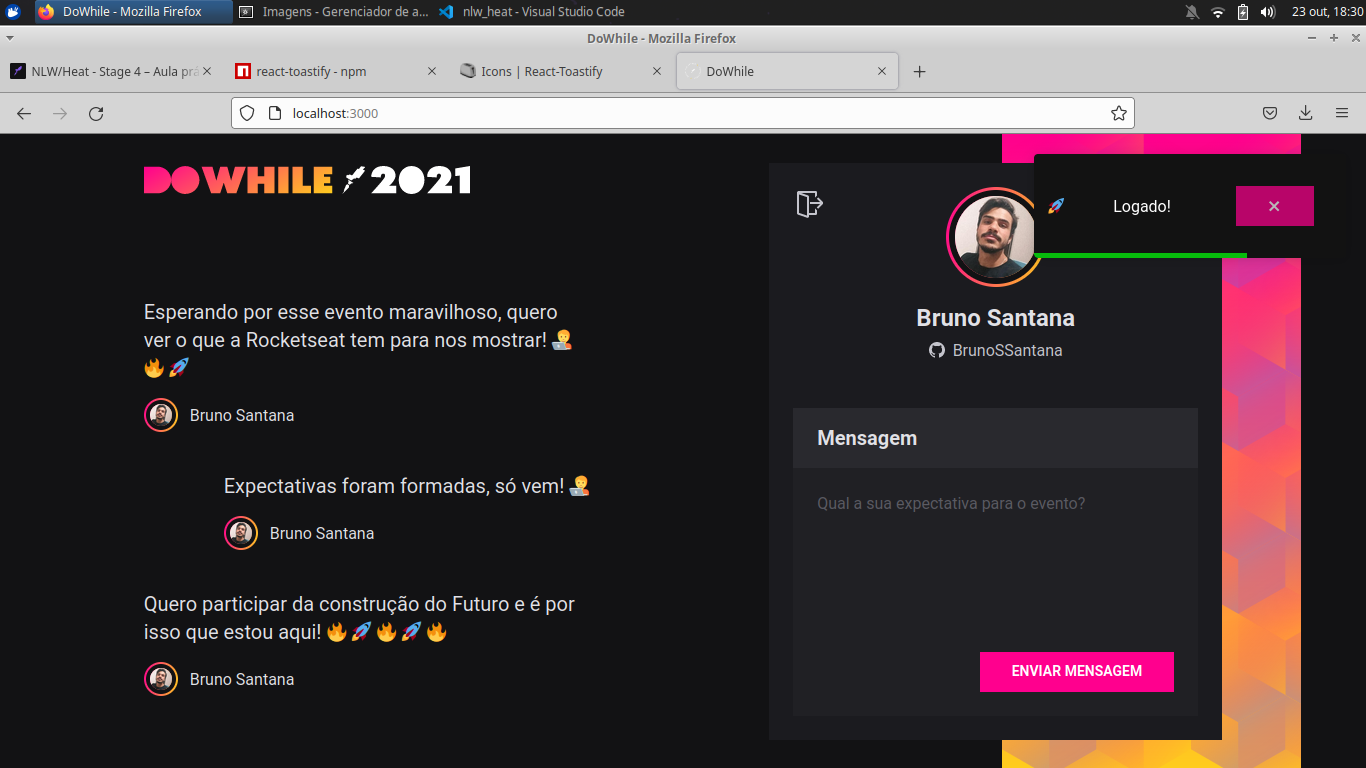 DoWhile - Mozilla Firefox
Imagens - Gerenciador de a...
nlw_heat - Visual Studio Code
23 out, 18:30
DoWhile - Mozilla Firefox
NLW/Heat - Stage 4 – Aula prá
react-toastify - npm
Icons | React-Toastify
DoWhile
localhost:3000
DOWHILE 2021
Logado!
Bruno Santana
BrunoSSantana
Esperando por esse evento maravilhoso, quero
ver o que a Rocketseat tem para nos mostrar! 🧑‍💻
🔥🚀
Bruno Santana
Expectativas foram formadas, só vem! 🧑‍💻
Bruno Santana
Quero participar da construção do Futuro e é por
isso que estou aqui! 🔥🚀🔥🚀🔥
Bruno Santana
Mensagem
Qual a sua expectativa para o evento?
ENVIAR MENSAGEM